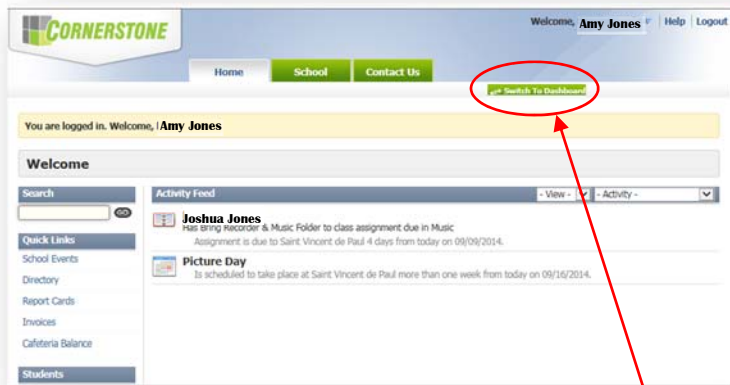 CORNERSTONE
Welcome, Amy Jones Help Logout
Home School Contact Us
Switch To Dashboard
You are logged in. Welcome, Amy Jones
Welcome
Search
GO
Quick Links
School Events
Directory
Report Cards
Invoices
Cafeteria Balance
Students
Activity Feed - View - - Activity -
Joshua Jones
Has Bring Recorder & Music Folder to class assignment due in Music
Assignment is due to Saint Vincent de Paul 4 days from today on 09/09/2014.
Picture Day
Is scheduled to take place at Saint Vincent de Paul more than one week from today on 09/16/2014.